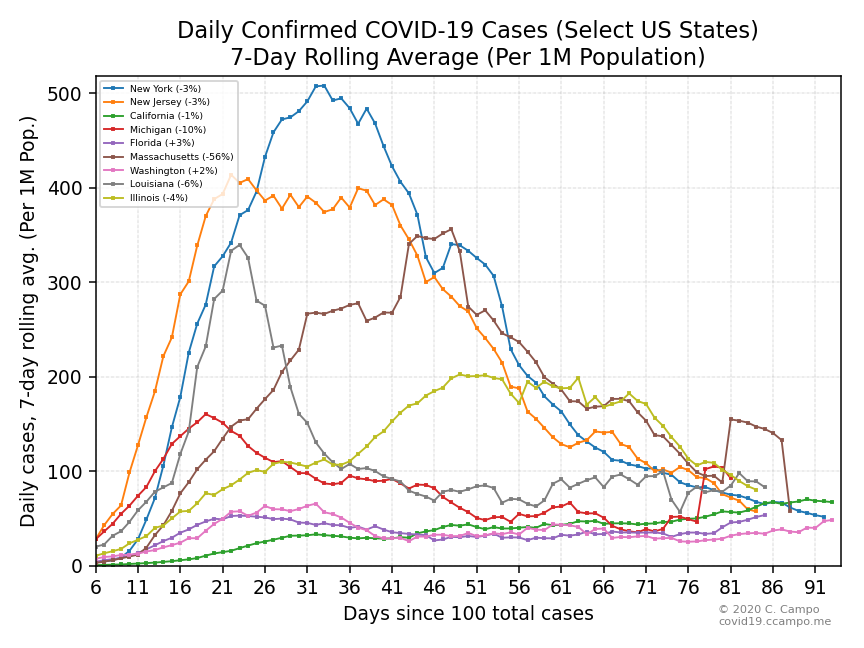 Daily Confirmed COVID-19 Cases (Select US States)
7-Day Rolling Average (Per 1M Population)
Daily cases, 7-day rolling avg. (Per 1M Pop.)
500
400
300
200
100
0
New York (-3%)
New Jersey (-3%)
California (-1%)
Michigan (-10%)
Florida (+3%)
Massachusetts (-56%)
Washington (+2%)
Louisiana (-6%)
Illinois (-4%)
6 11 16 21 26 31 36 41 46 51 56 61 66 71 76 81 86 91
Days since 100 total cases
© 2020 C. Campo
covid19.ccampo.me